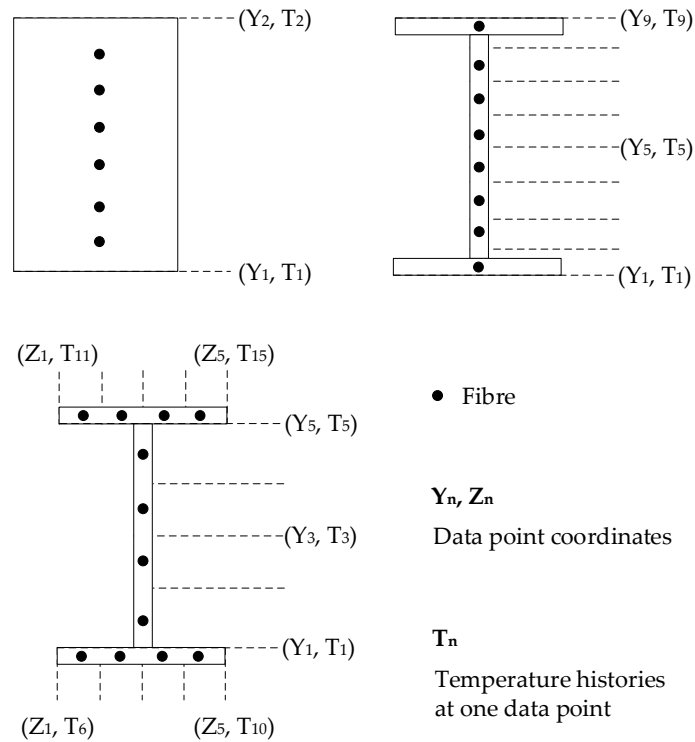 (Y2, T2)
(Y9, T9)
(Y5, T5)
(Y1, T1)
(Y1, T1)
(Z1, T11)
(Z5, T15)
Fibre
(Y5, T5)
Yn, Zn
(Y3, T3)
Data point coordinates
(Y1, T1)
Tn
Temperature histories
at one data point
(Z1, T6)
(Z5, T10)